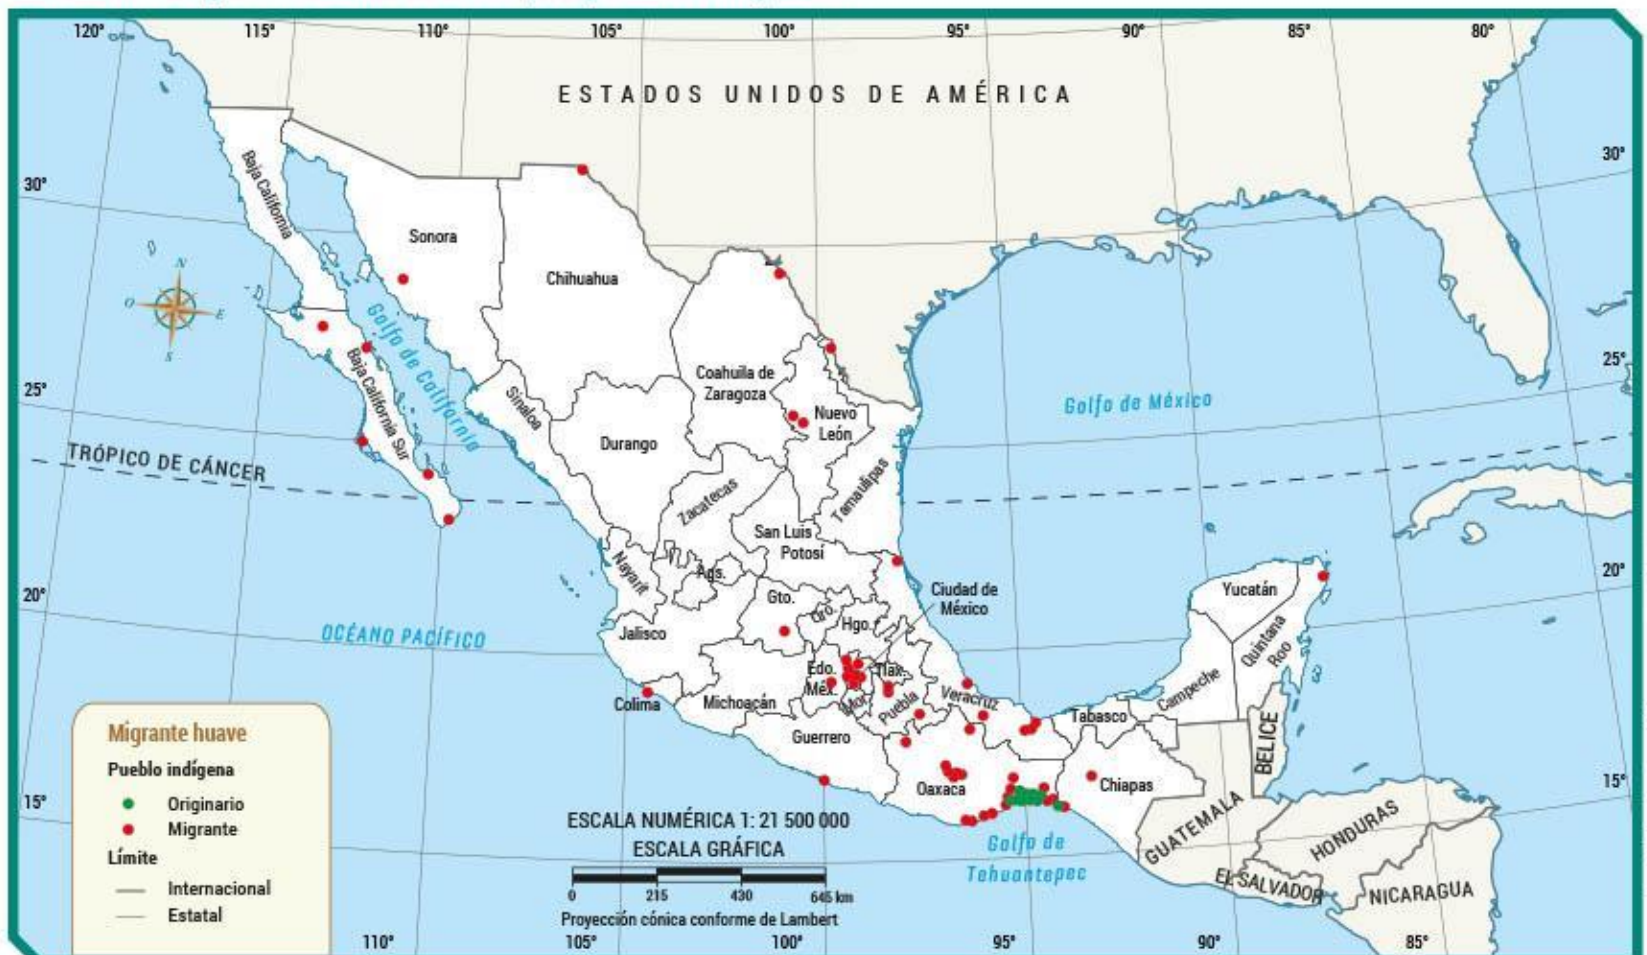 120° 115° 110° 105° 100° 95° 90° 85° 80°
ESTADOS UNIDOS DE AMÉRICA
30° 30°
Baja California
Sonora
Chihuahua
N
O E
S
Golfo de California
25° 25°
Baja California Sur
Sinaloa
Coahuila de
Zaragoza
Nuevo
León
Durango
Golfo de México
TRÓPICO DE CÁNCER
Zacatecas
Tamaulipas
San Luis
Potosí
Nayarit
Ags.
20° 20°
Gto.
Qro.
Hgo.
Ciudad de
México
Yucatán
Quintana
Roo
OCÉANO PACÍFICO
Jalisco
Edo.
Méx.
Tlax.
Mor.
Puebla
Veracruz
Tabasco
Campeche
Colima
Michoacán
Guerrero
BELICE
Oaxaca
Chiapas
15° 15°
Migrante huave
Pueblo indígena
Originario
Migrante
Límite
Internacional
Estatal
ESCALA NUMÉRICA 1: 21 500 000
ESCALA GRÁFICA
0 215 430 645 km
Proyección cónica conforme de Lambert
Golfo de
Tehuantepec
GUATEMALA
HONDURAS
EL SALVADOR
NICARAGUA
110° 105° 100° 95° 90° 85°